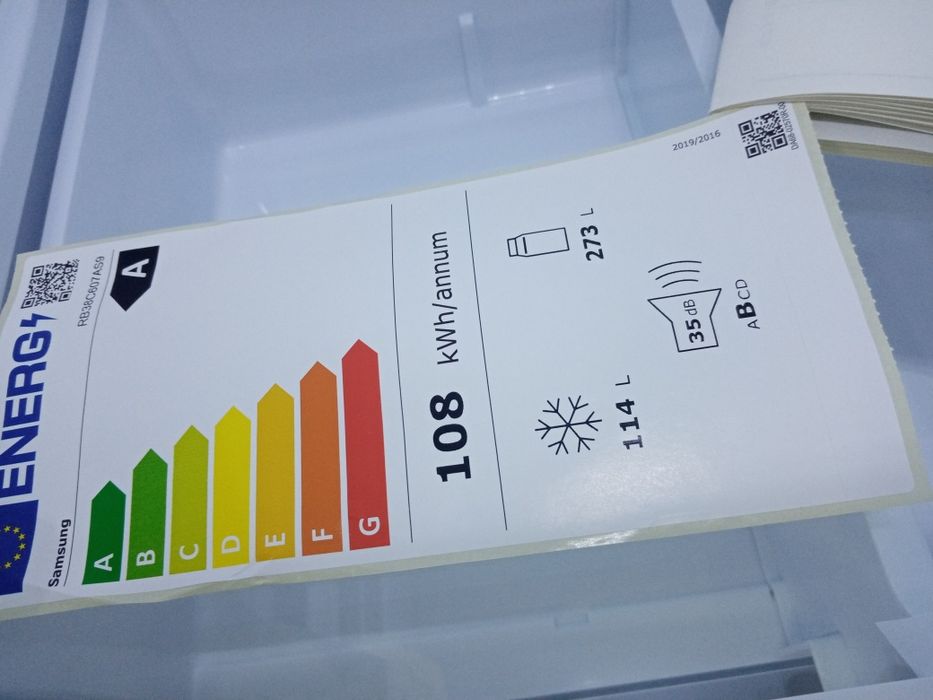 ENERG
Samsung
RB38C607AS9
A
A
B
C
D
E
F
G
108 kWh/annum
114 L
273 L
35 dB
ABCD
2019/2016